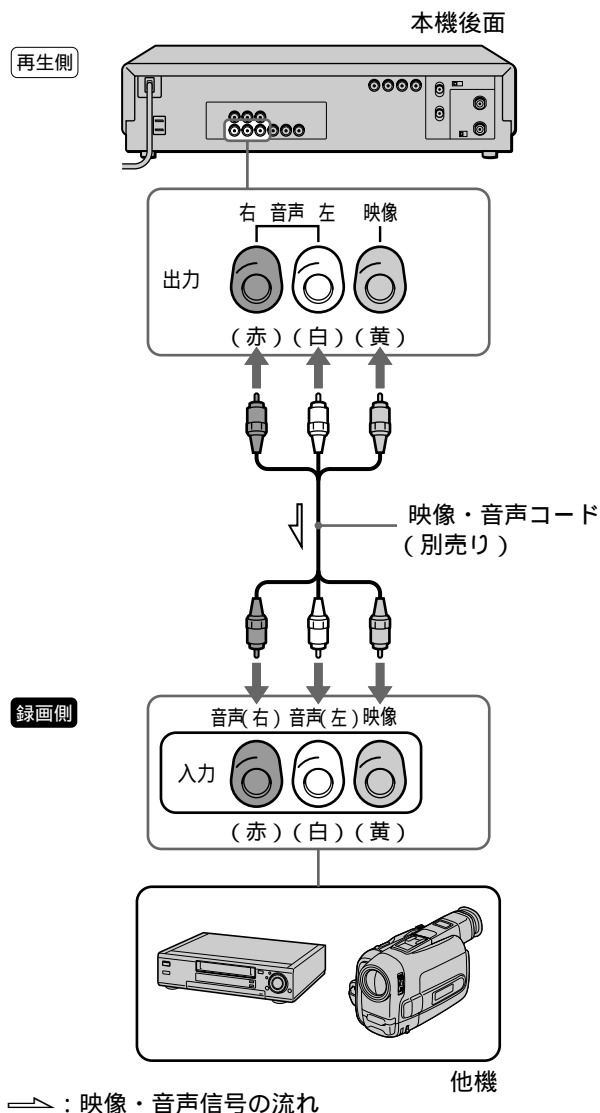 本機後面
再生側
右 音声 左 映像
出力
(赤)(白)(黄)
映像・音声コード
(別売り)
録画側
音声(右) 音声(左) 映像
入力
(赤)(白)(黄)
他機
:映像・音声信号の流れ